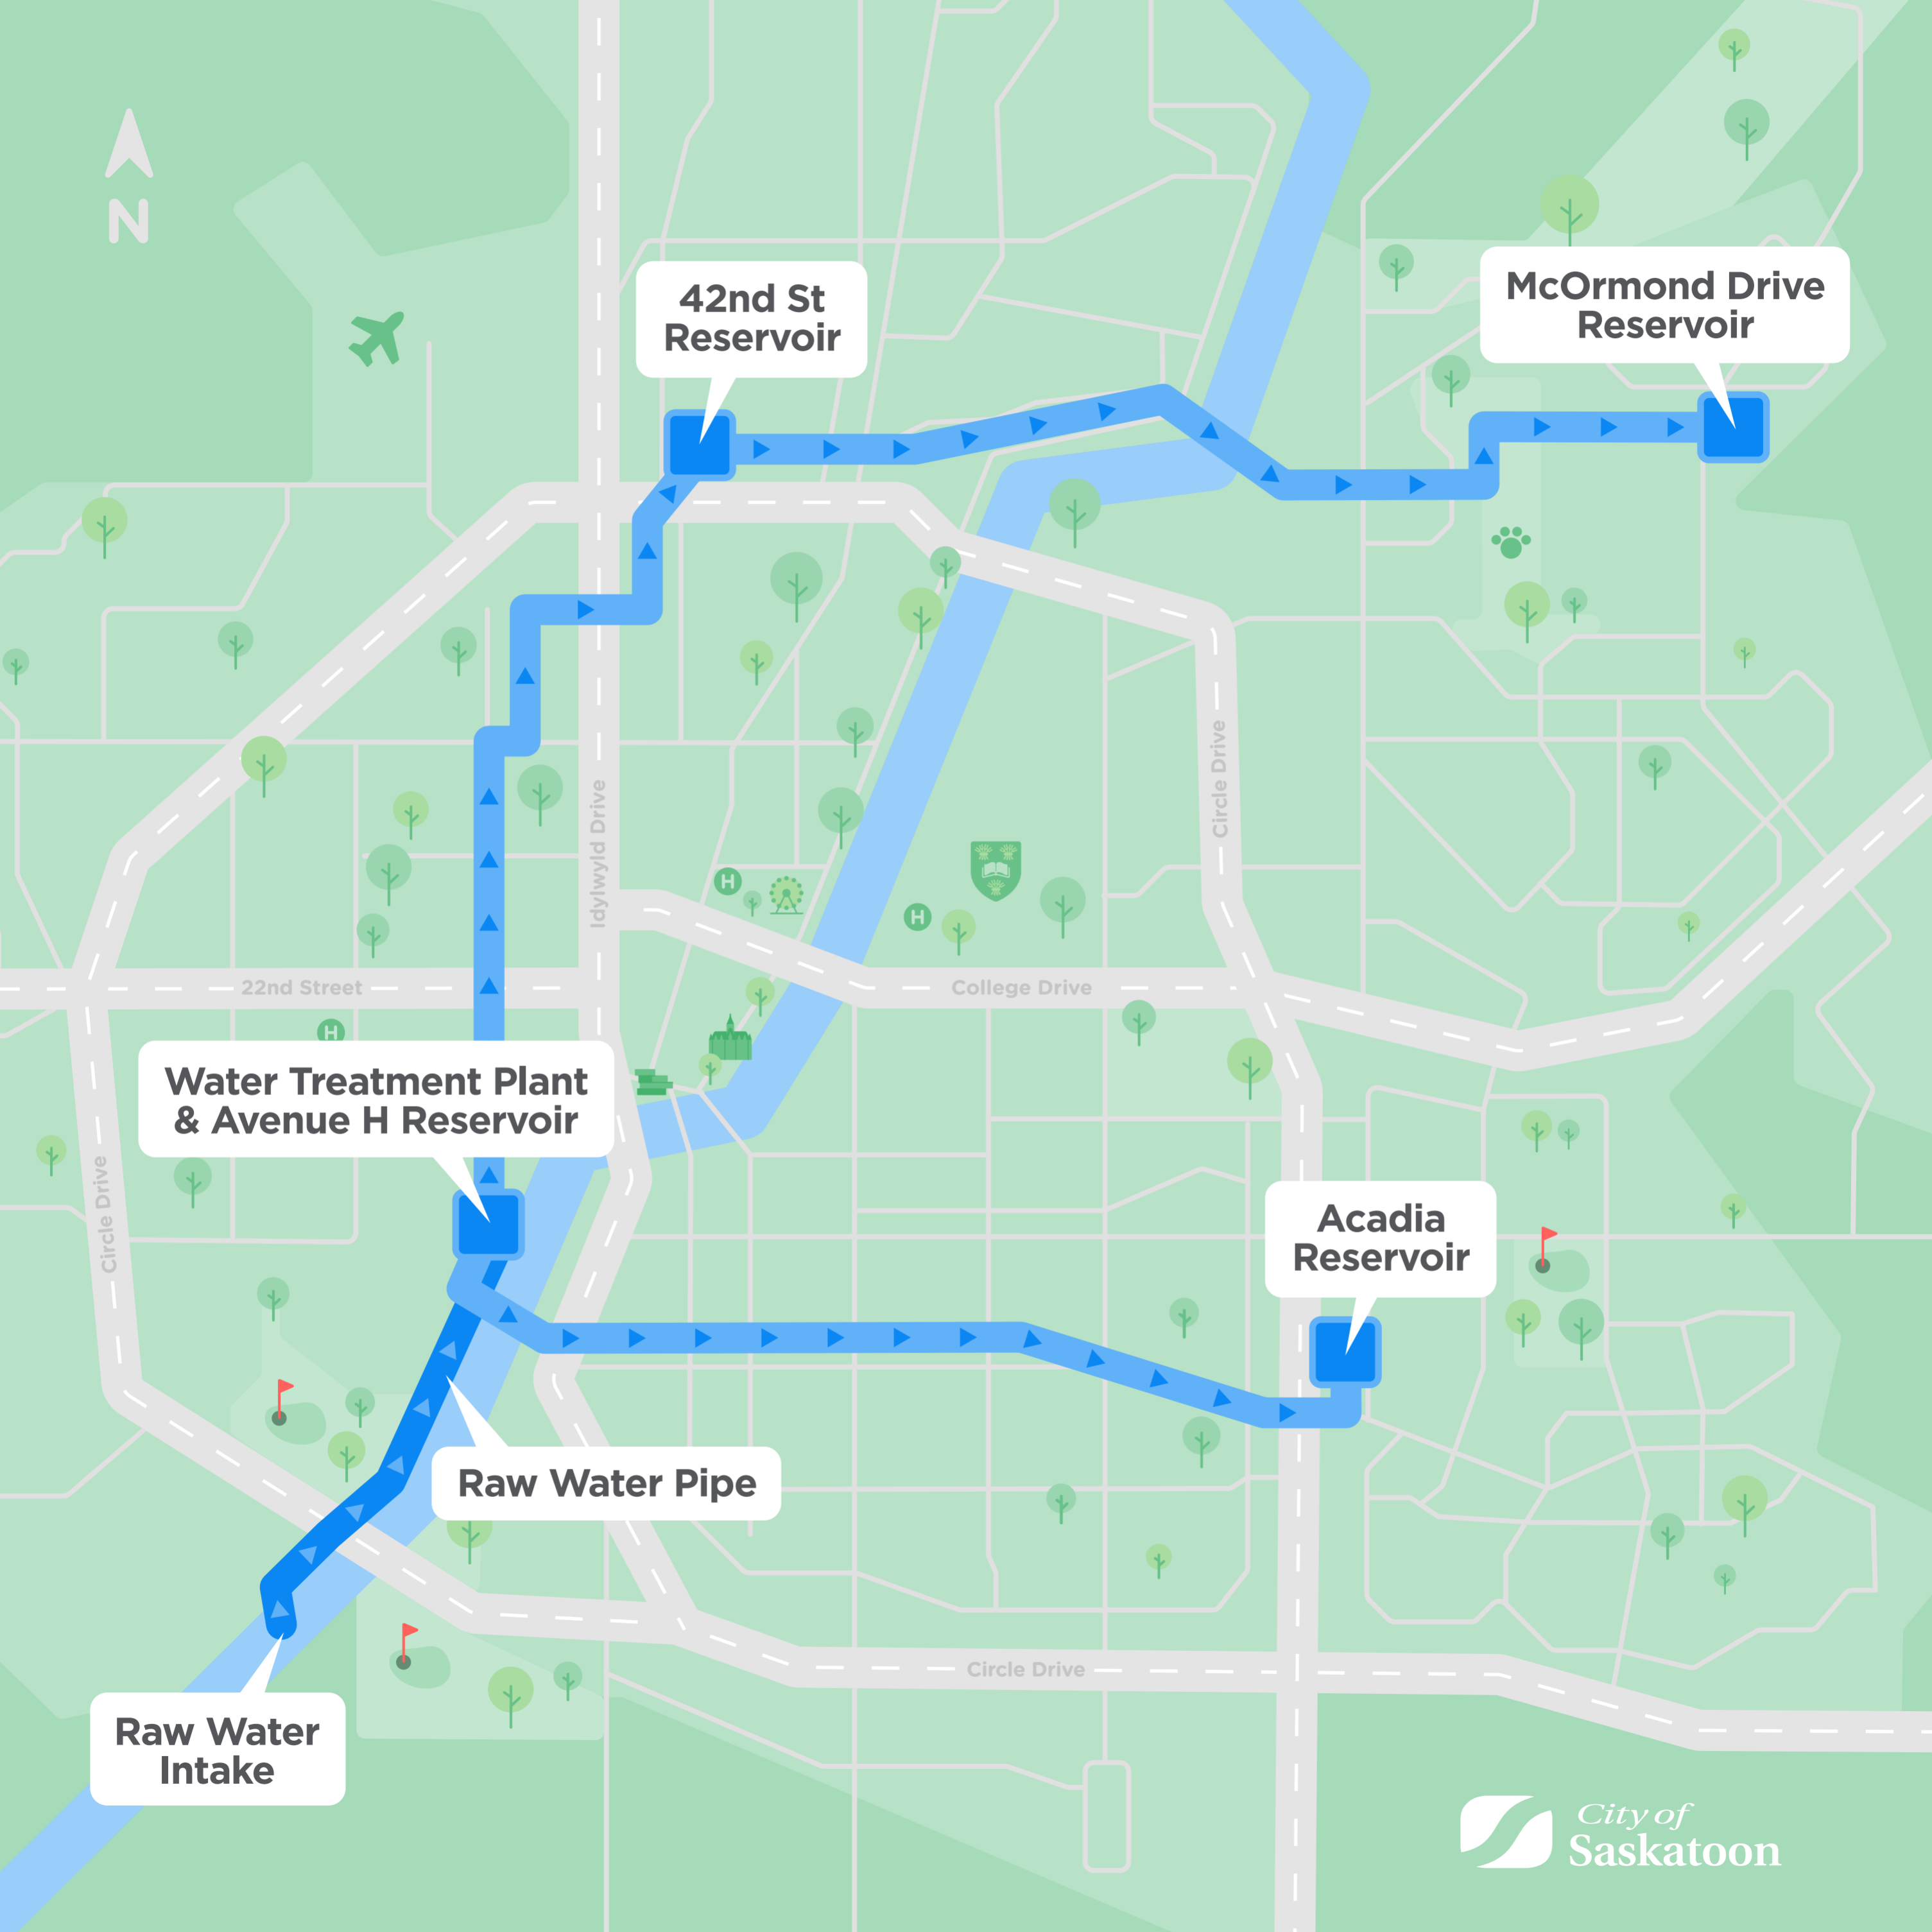 N
42nd St
Reservoir
McOrmond Drive
Reservoir
Idylwyld Drive
Circle Drive
H
H
22nd Street
College Drive
H
Water Treatment Plant
& Avenue H Reservoir
Circle Drive
Acadia
Reservoir
Raw Water Pipe
Circle Drive
Raw Water
Intake
City of
Saskatoon